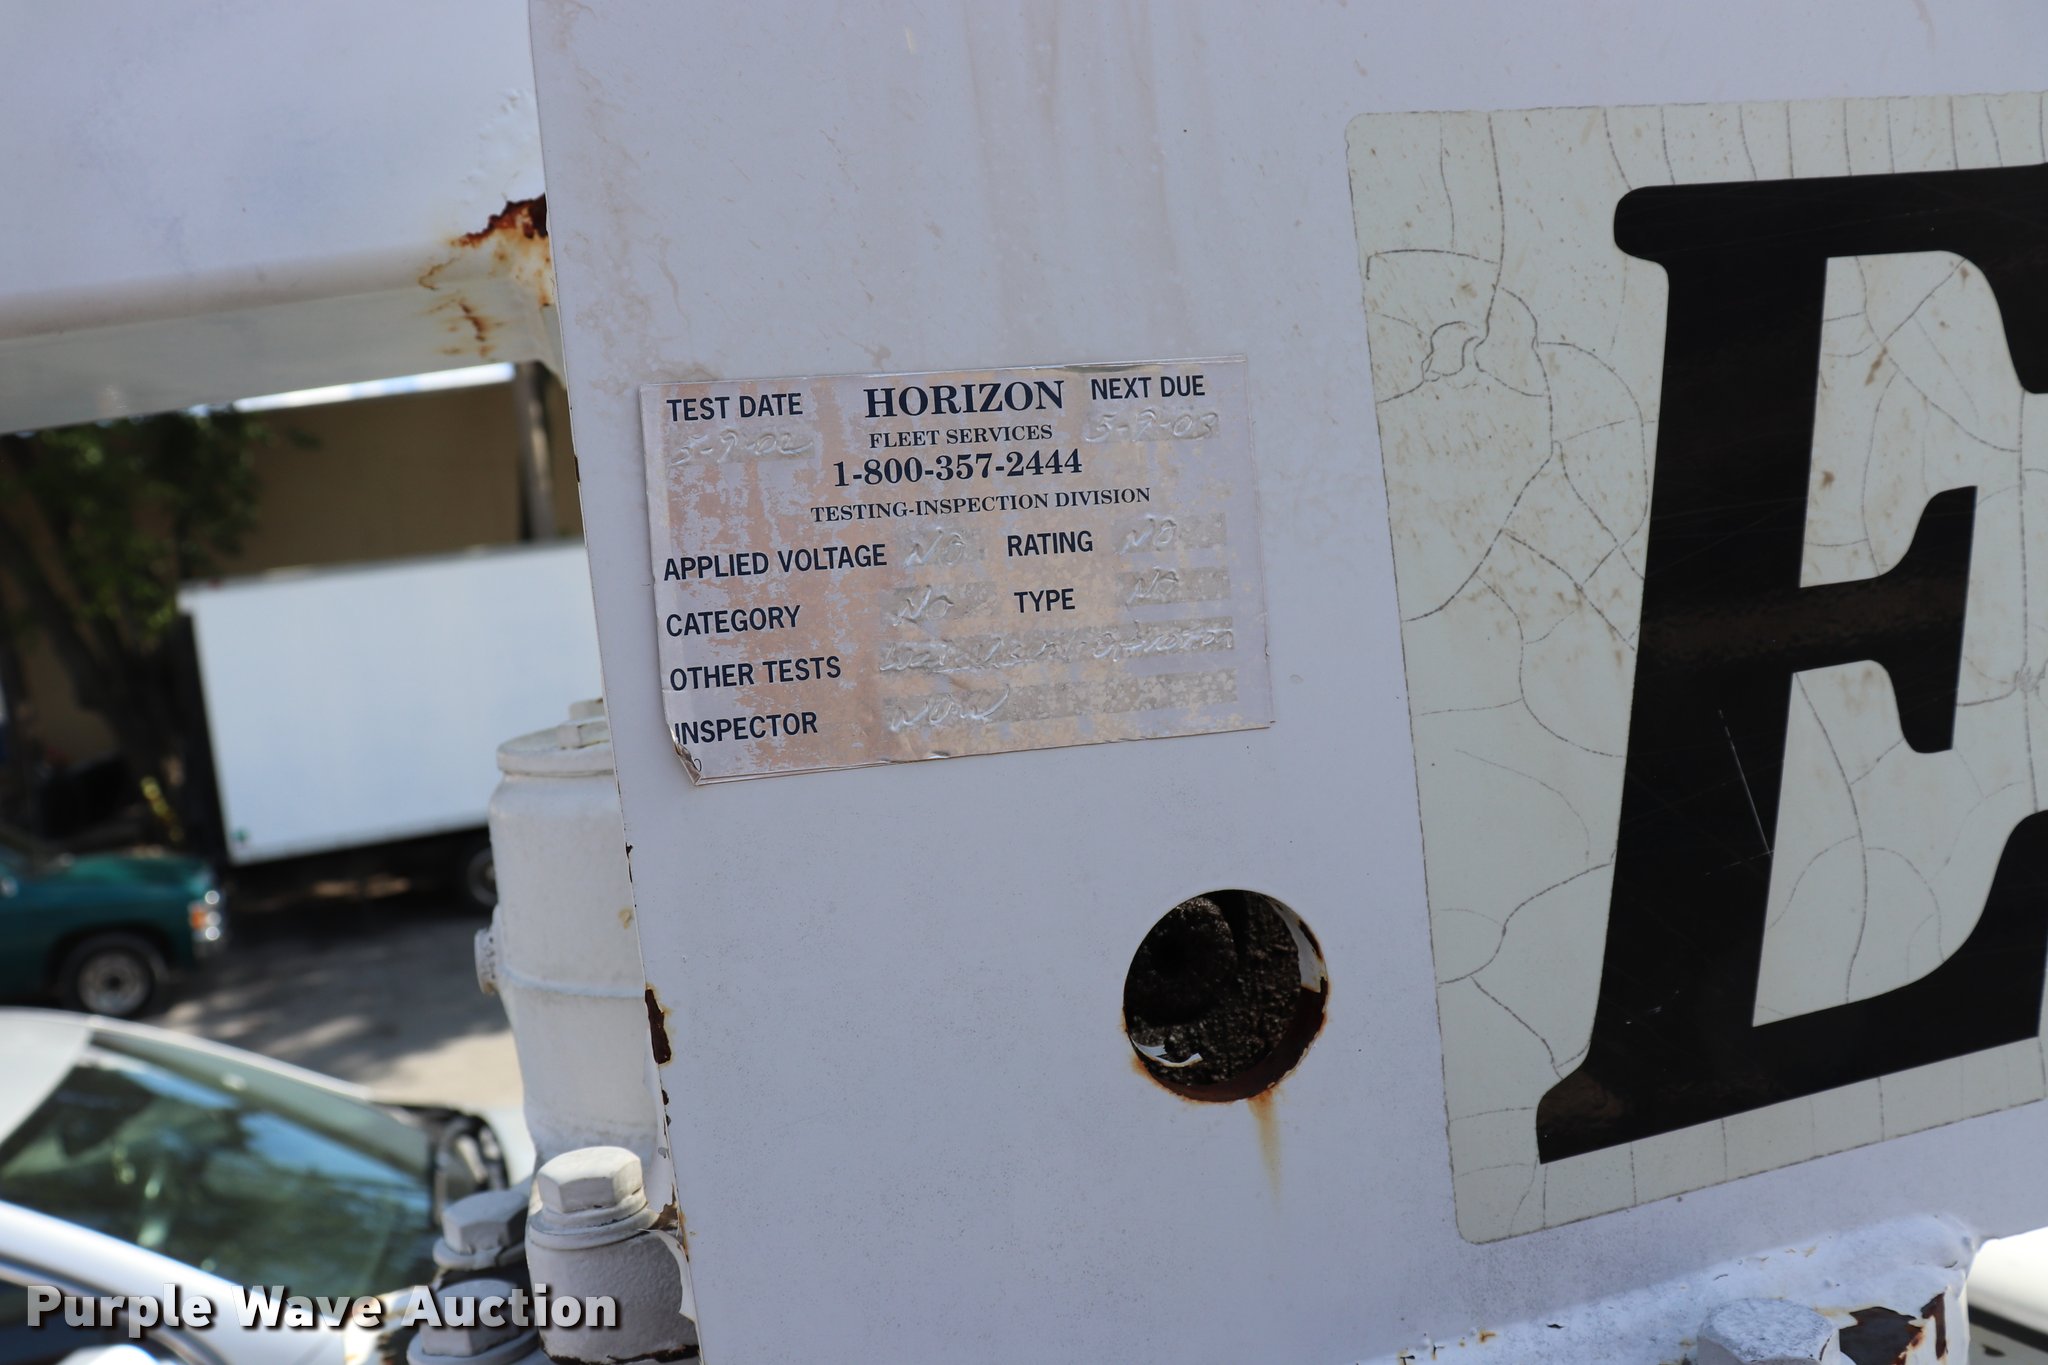 TEST DATE HORIZON NEXT DUE
5-9-02 FLEET SERVICES 5-9-03
1-800-357-2444
TESTING-INSPECTION DIVISION
APPLIED VOLTAGE NO RATING NO
CATEGORY NO TYPE NO
OTHER TESTS
INSPECTOR
E
Purple Wave Auction